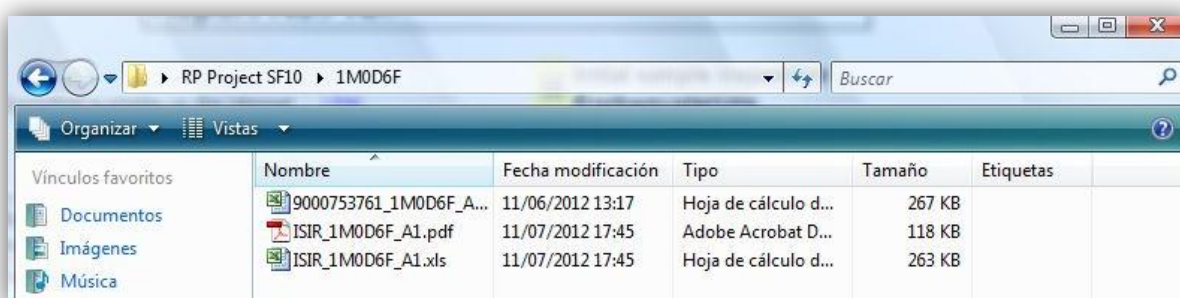 RP Project SF10 1M0D6F Buscar
Organizar Vistas
Vínculos favoritos
Documentos
Imágenes
Música
Nombre Fecha modificación Tipo Tamaño Etiquetas
9000753761_1M0D6F_A... 11/06/2012 13:17 Hoja de cálculo d... 267 KB
ISIR_1M0D6F_A1.pdf 11/07/2012 17:45 Adobe Acrobat D... 118 KB
ISIR_1M0D6F_A1.xls 11/07/2012 17:45 Hoja de cálculo d... 263 KB